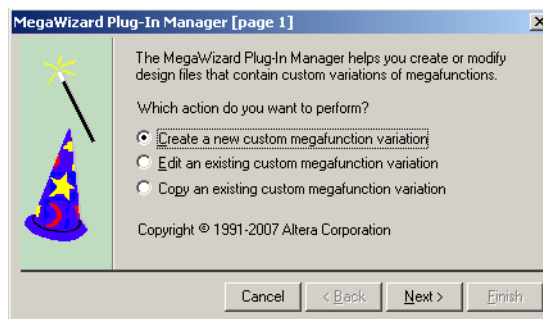 MegaWizard Plug-In Manager [page 1]
The MegaWizard Plug-In Manager helps you create or modify
design files that contain custom variations of megafunctions.
Which action do you want to perform?
Create a new custom megafunction variation
Edit an existing custom megafunction variation
Copy an existing custom megafunction variation
Copyright © 1991-2007 Altera Corporation
Cancel < Back Next > Finish